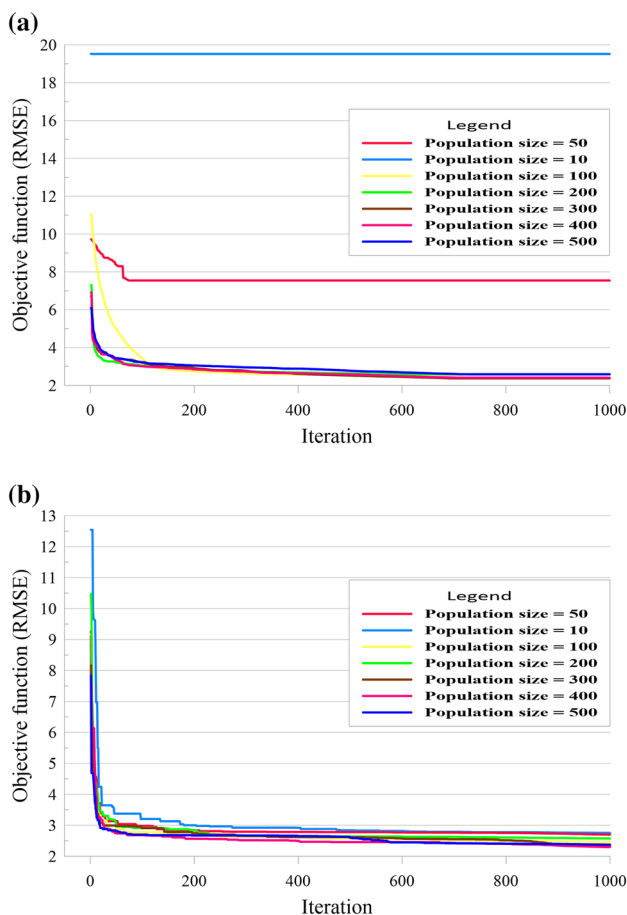 (a)
20
18
16
14
12
10
8
6
4
2
Objective function (RMSE)
Legend
Population size = 50
Population size = 10
Population size = 100
Population size = 200
Population size = 300
Population size = 400
Population size = 500
0 200 400 600 800 1000
Iteration
(b)
13
12
11
10
9
8
7
6
5
4
3
2
Objective function (RMSE)
Legend
Population size = 50
Population size = 10
Population size = 100
Population size = 200
Population size = 300
Population size = 400
Population size = 500
0 200 400 600 800 1000
Iteration